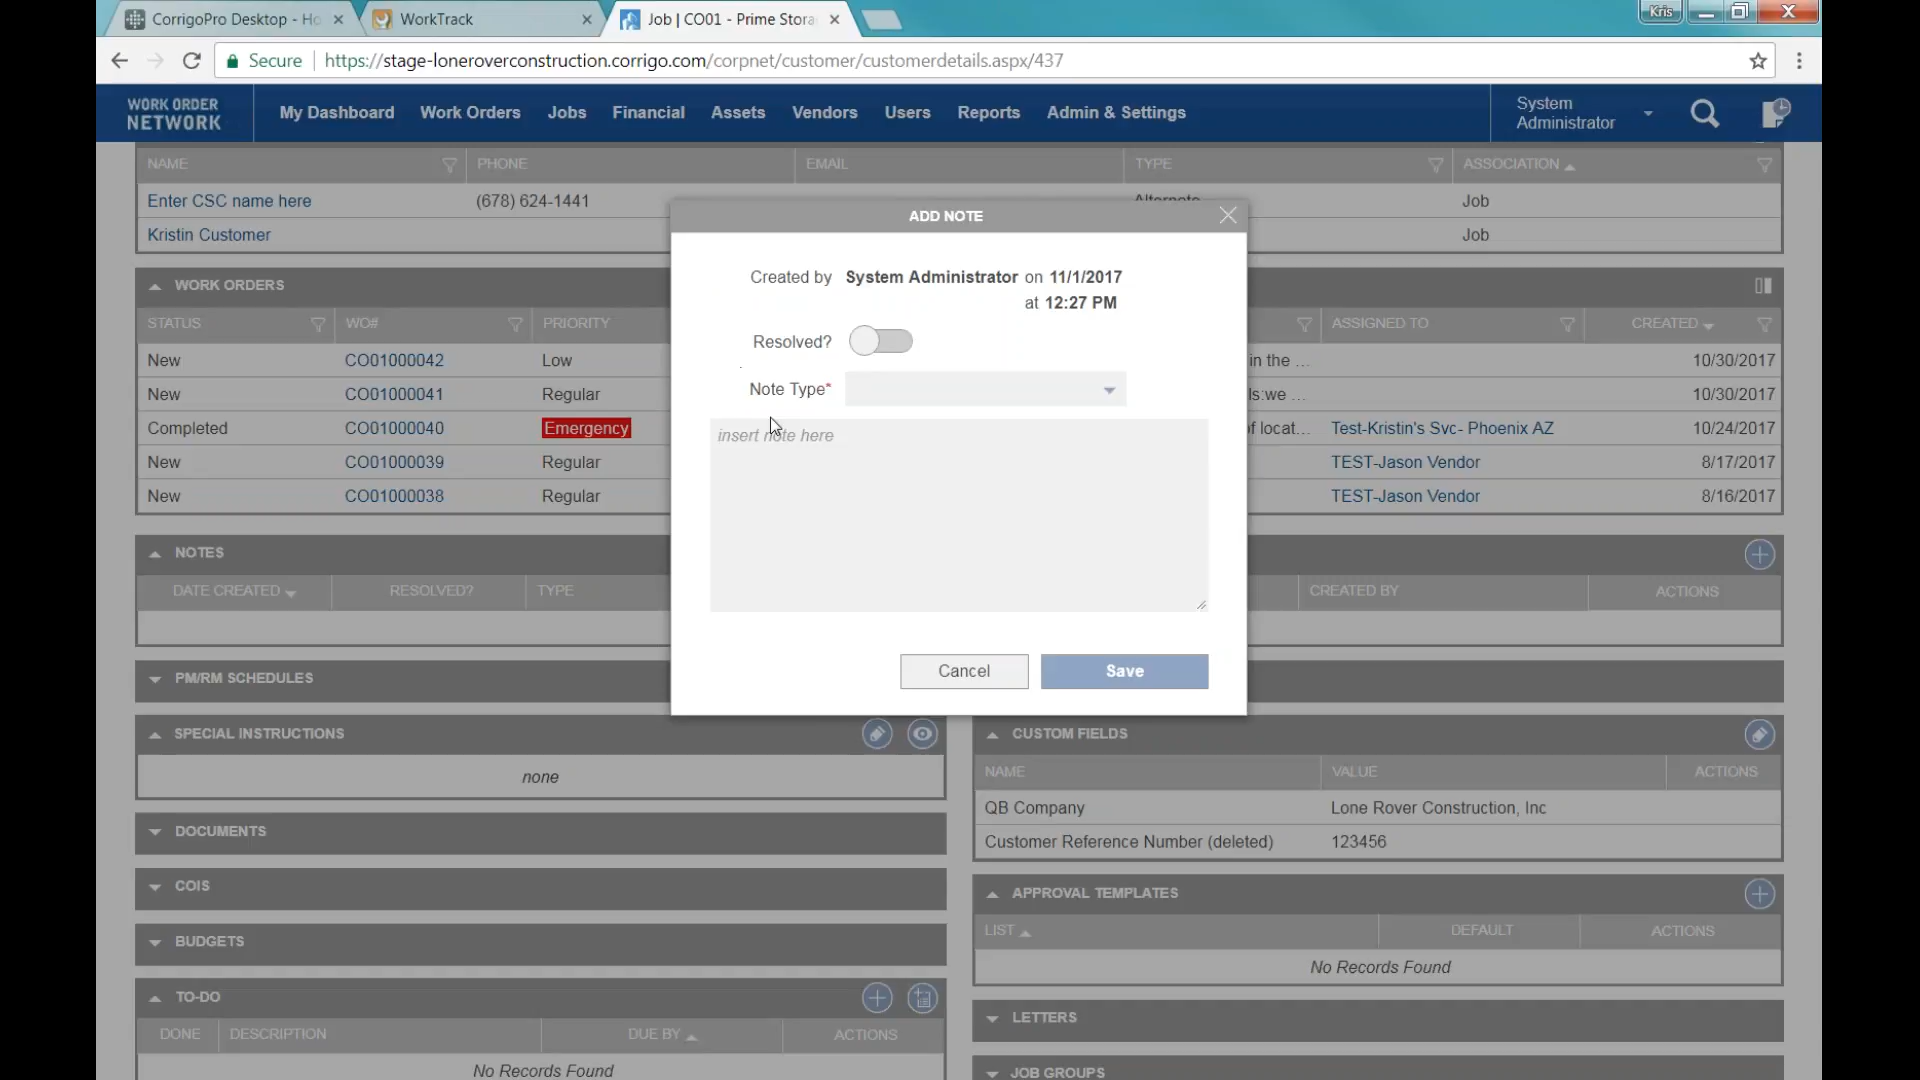 CorrigoPro Desktop - Ho
WorkTrack
Job | CO01 - Prime Stora
Kris
Secure
https://stage-loneroverconstruction.corrigo.com/corpnet/customer/customerdetails.aspx/437
WORK ORDER
NETWORK
My Dashboard
Work Orders
Jobs
Financial
Assets
Vendors
Users
Reports
Admin & Settings
System
Administrator
NAME PHONE EMAIL TYPE ASSOCIATION
Enter CSC name here (678) 624-1441 Alternate Job
Kristin Customer Job
ADD NOTE
Created by System Administrator on 11/1/2017
at 12:27 PM
Resolved?
Note Type*
insert note here
Cancel Save
WORK ORDERS
STATUS WO# PRIORITY ASSIGNED TO CREATED
New CO01000042 Low in the ... 10/30/2017
New CO01000041 Regular ls:we ... 10/30/2017
Completed CO01000040 Emergency of locat... Test-Kristin's Svc- Phoenix AZ 10/24/2017
New CO01000039 Regular TEST-Jason Vendor 8/17/2017
New CO01000038 Regular TEST-Jason Vendor 8/16/2017
NOTES
DATE CREATED RESOLVED? TYPE CREATED BY ACTIONS
PM/RM SCHEDULES
SPECIAL INSTRUCTIONS
none
DOCUMENTS
COIS
BUDGETS
TO-DO
DONE DESCRIPTION DUE BY ACTIONS
No Records Found
CUSTOM FIELDS
NAME VALUE ACTIONS
QB Company Lone Rover Construction, Inc
Customer Reference Number (deleted) 123456
APPROVAL TEMPLATES
LIST DEFAULT ACTIONS
No Records Found
LETTERS
JOB GROUPS